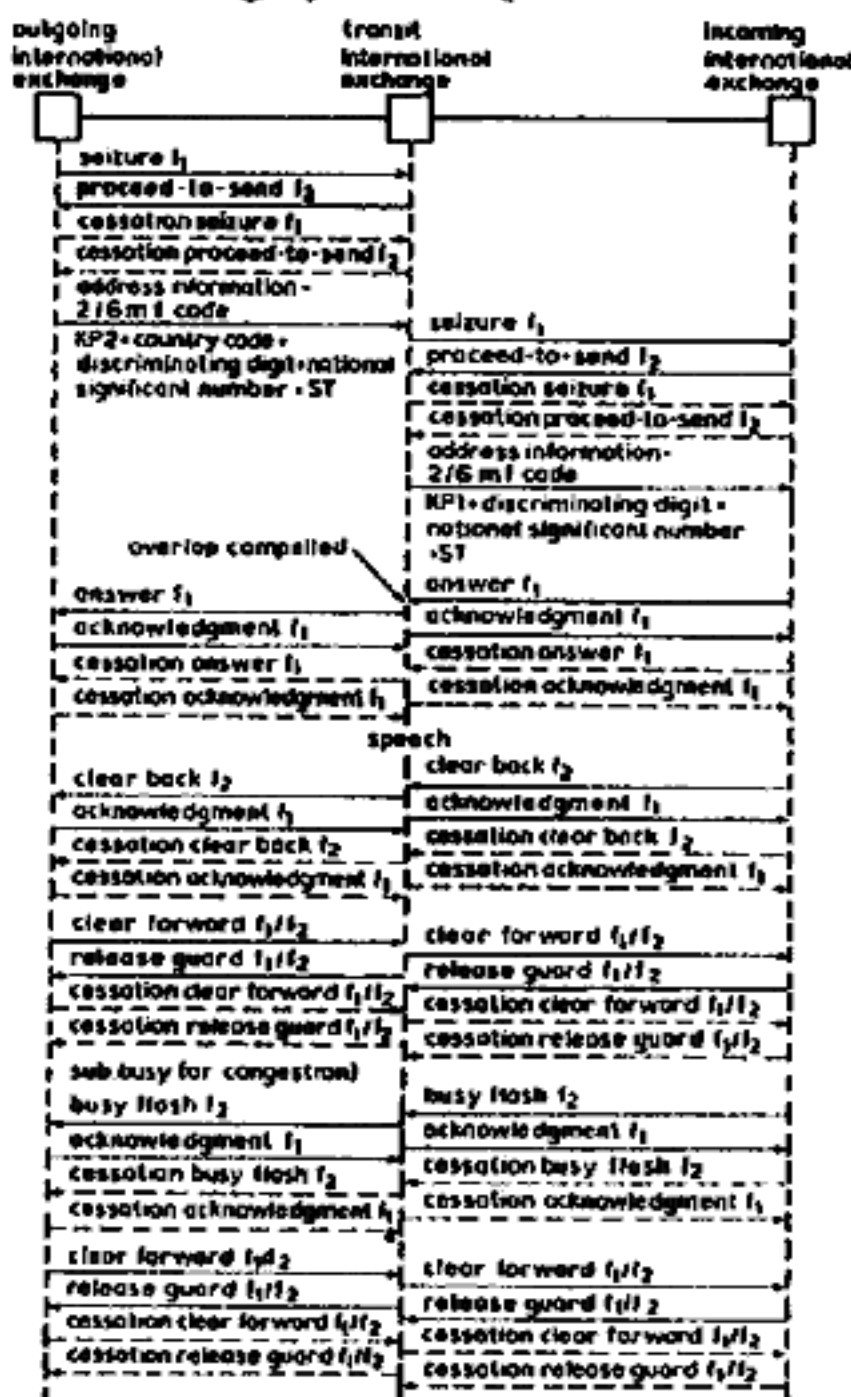 outgoing
international
exchange
transit
international
exchange
incoming
international
exchange
seizure f1
proceed-to-send f2
cessation seizure f1
cessation proceed-to-send f2
address information -
2/6 m f code
KP2+country code+
discriminating digit+national
significant number + ST
seizure f1
proceed-to-send f2
cessation seizure f1
cessation proceed-to-send f2
address information-
2/6 m f code
KP1+discriminating digit+
national significant number
+ST
overlap compelled
answer f1
acknowledgment f1
cessation answer f1
cessation acknowledgment f1
answer f1
acknowledgment f1
cessation answer f1
cessation acknowledgment f1
speech
clear back f2
acknowledgment f1
cessation clear back f2
cessation acknowledgment f1
clear back f2
acknowledgment f1
cessation clear back f2
cessation acknowledgment f1
clear forward f1/f2
release guard f1/f2
cessation clear forward f1/f2
cessation release guard f1/f2
clear forward f1/f2
release guard f1/f2
cessation clear forward f1/f2
cessation release guard f1/f2
sub busy (or congestion)
busy flash f2
acknowledgment f1
cessation busy flash f2
cessation acknowledgment f1
busy flash f2
acknowledgment f1
cessation busy flash f2
cessation acknowledgment f1
clear forward f1/f2
release guard f1/f2
cessation clear forward f1/f2
cessation release guard f1/f2
clear forward f1/f2
release guard f1/f2
cessation clear forward f1/f2
cessation release guard f1/f2